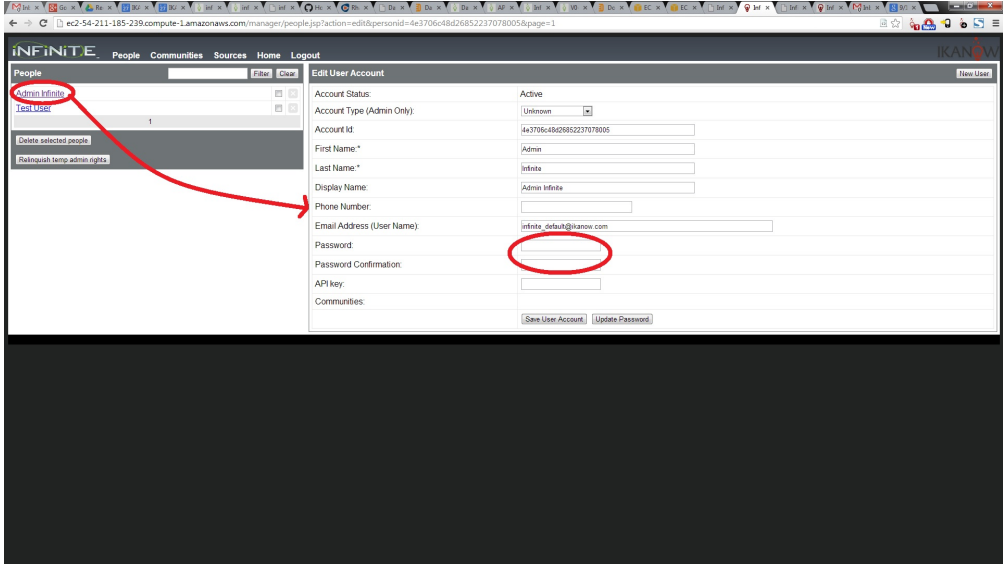 ec2-54-211-185-239.compute-1.amazonaws.com/manager/people.jsp?action=edit&personid=4e3706c48d26852237078005&page=1
INFINIT.E People Communities Sources Home Logout
IKANOW
People Filter Clear
Admin Infinite
Test User
1
Delete selected people
Relinquish temp admin rights
Edit User Account New User
Account Status: Active
Account Type (Admin Only): Unknown
Account Id: 4e3706c48d26852237078005
First Name:* Admin
Last Name:* Infinite
Display Name: Admin Infinite
Phone Number:
Email Address (User Name): infinite_default@ikanow.com
Password:
Password Confirmation:
API key:
Communities:
Save User Account Update Password